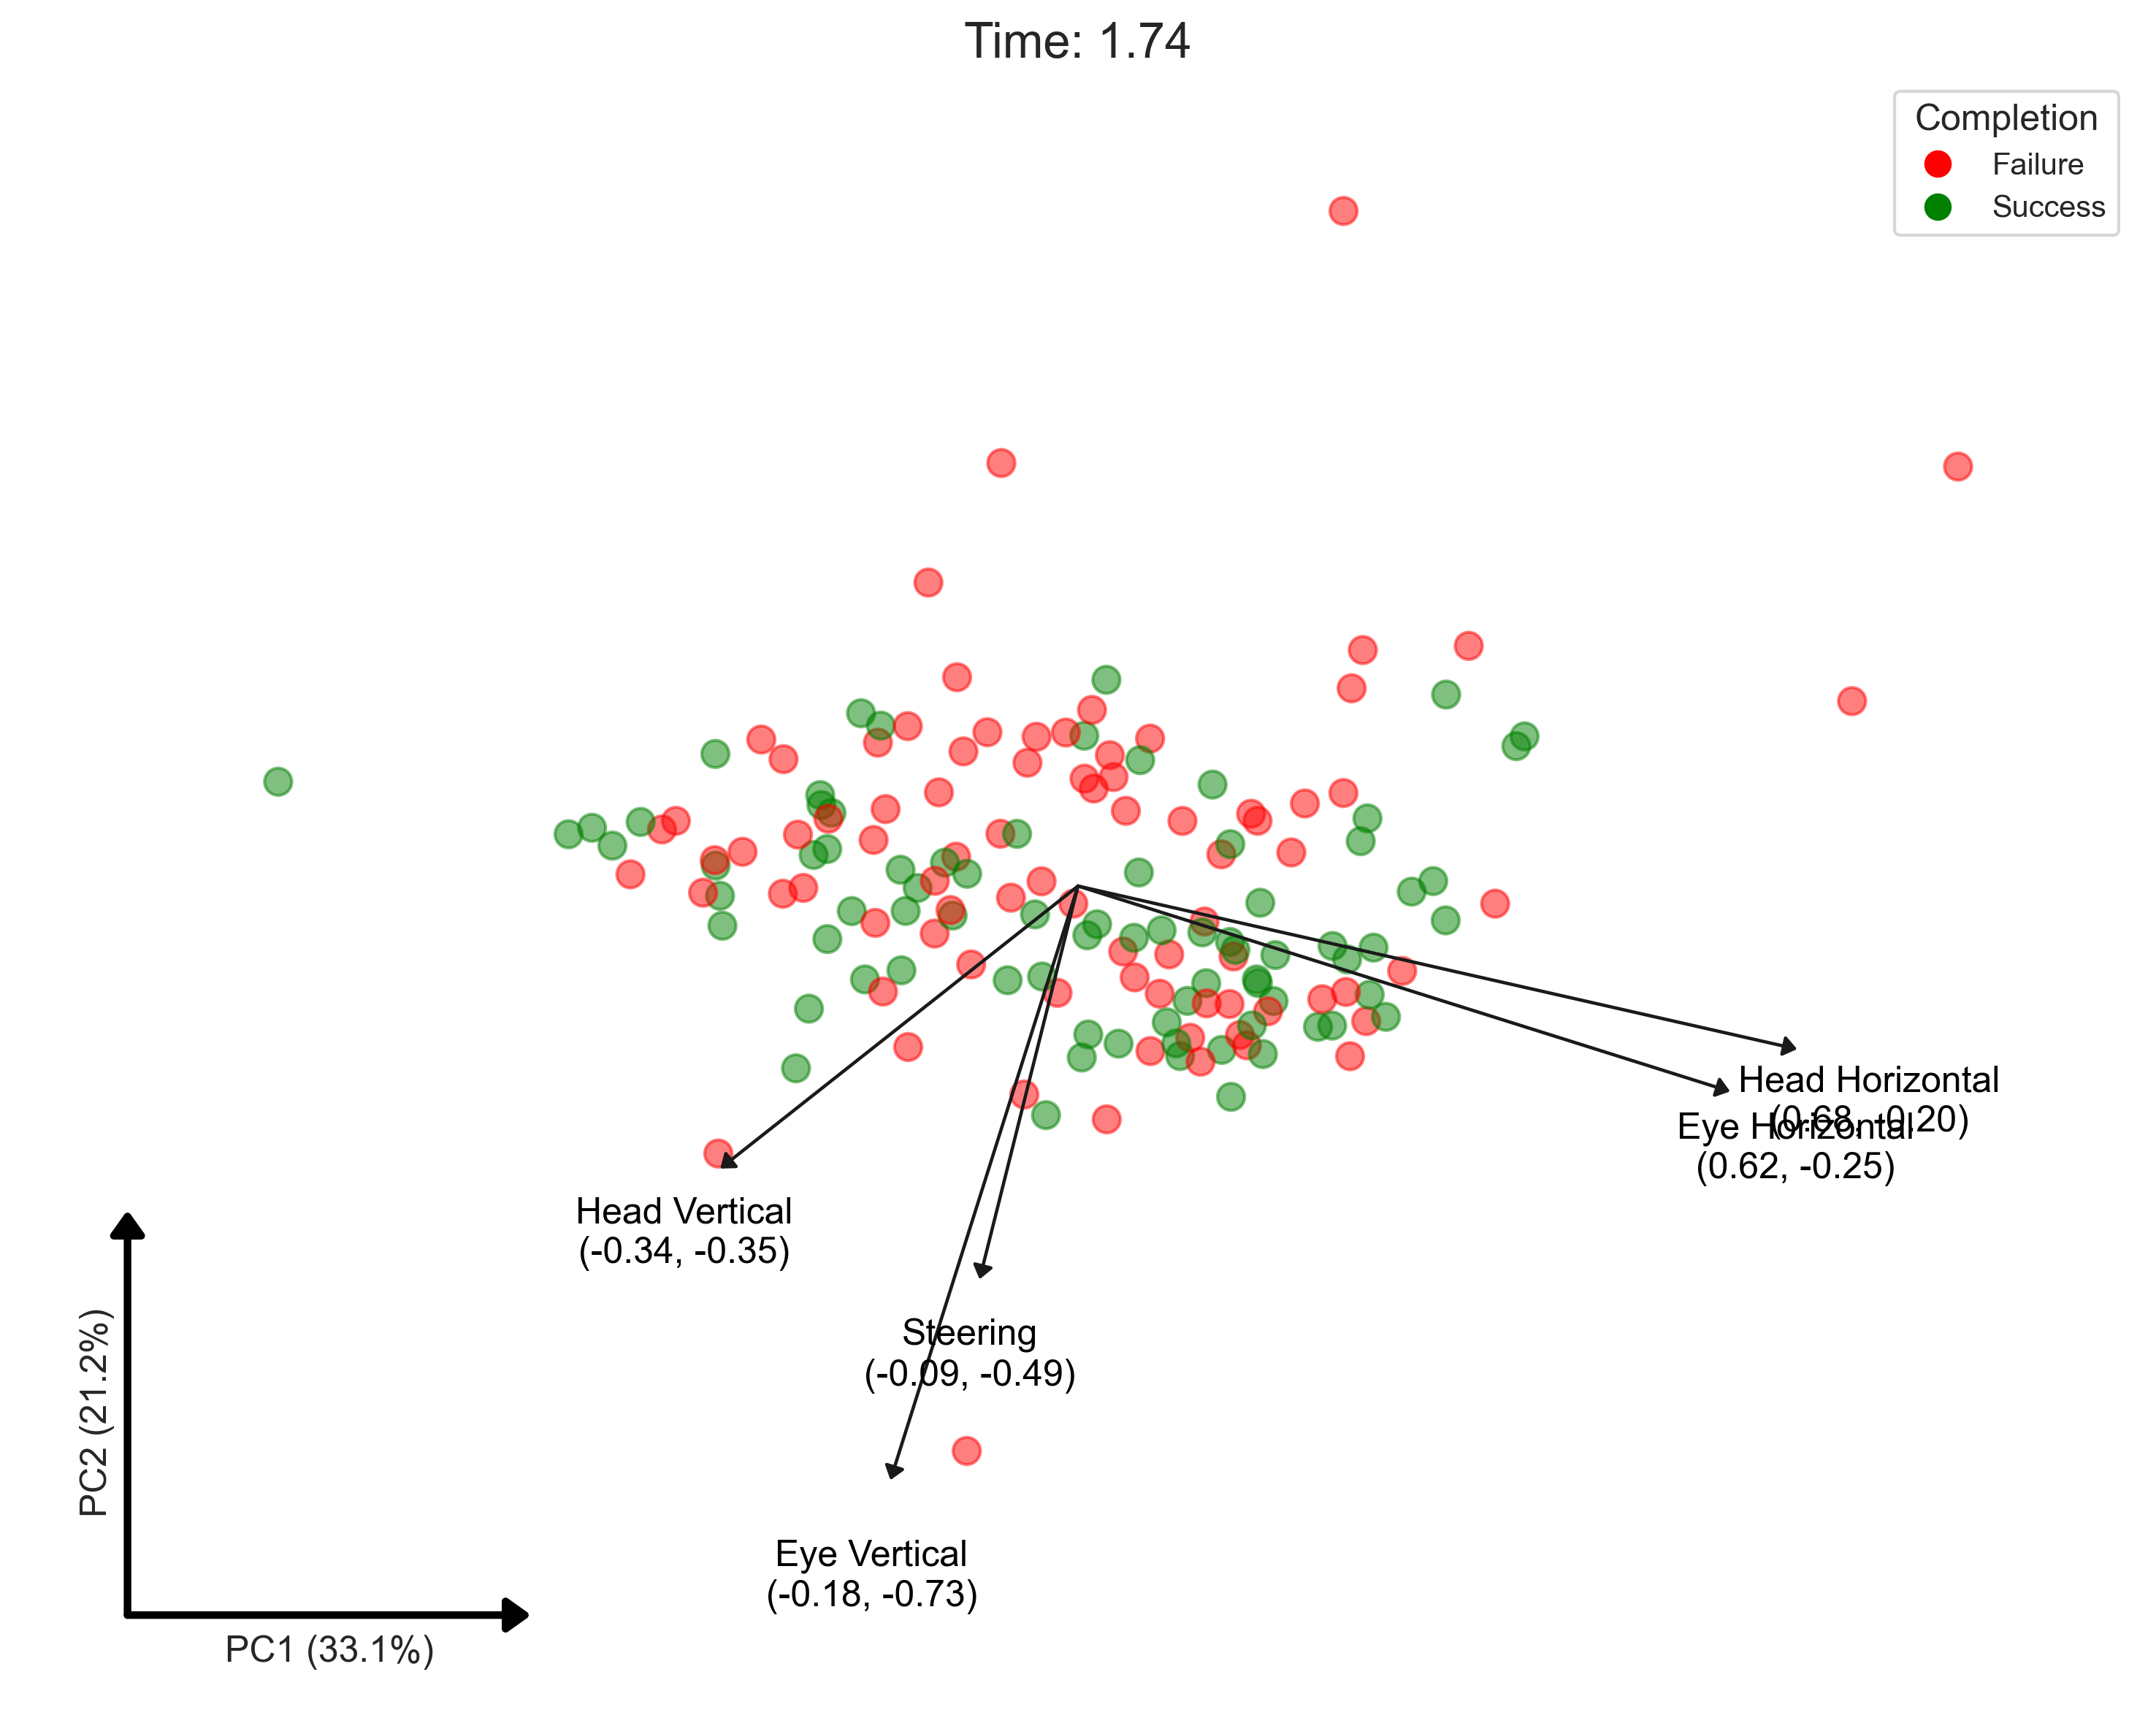 Time: 1.74
Completion
Failure
Success
Head Horizontal
(0.68, -0.20)
Eye Horizontal
(0.62, -0.25)
Head Vertical
(-0.34, -0.35)
Steering
(-0.09, -0.49)
Eye Vertical
(-0.18, -0.73)
PC2 (21.2%)
PC1 (33.1%)